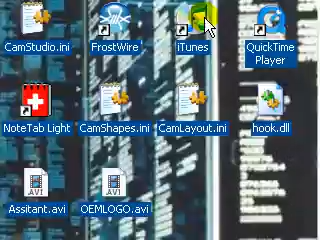 CamStudio.ini
FrostWire
iTunes
QuickTime
Player
NoteTab Light
CamShapes.ini
CamLayout.ini
hook.dll
AVI
AVI
Assitant.avi
OEMLOGO.avi